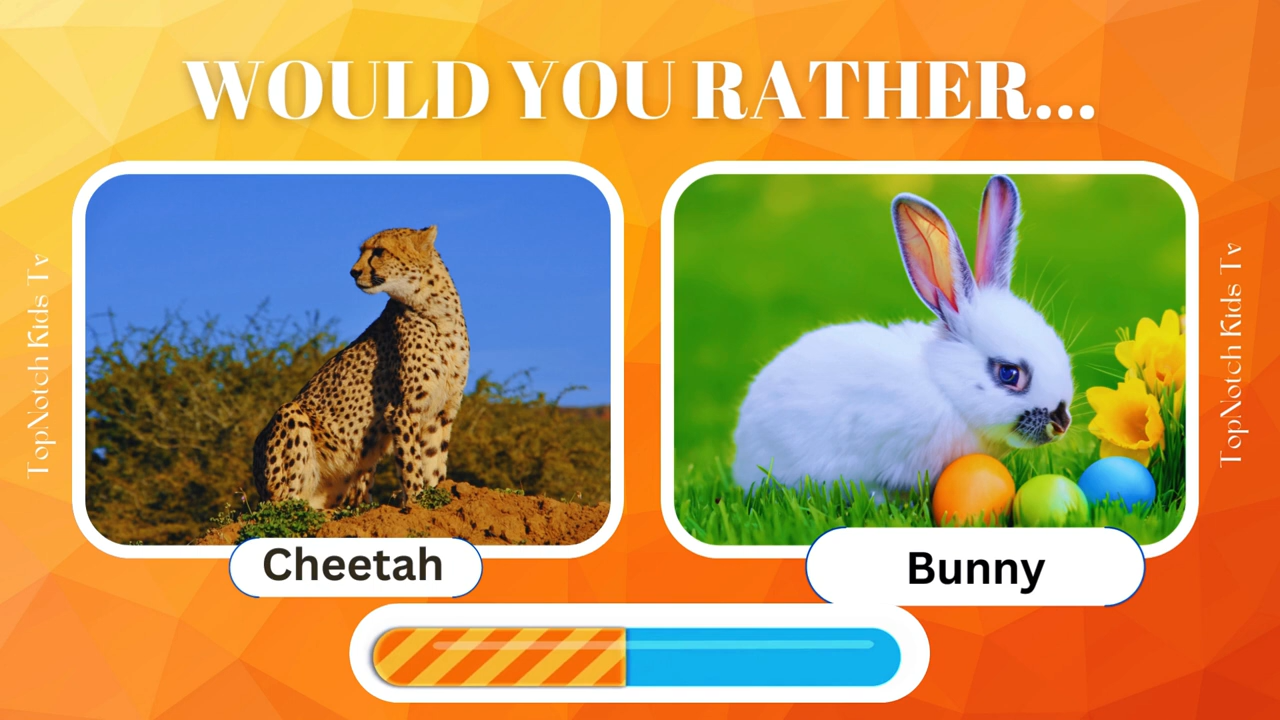 WOULD YOU RATHER...
TopNotch Kids Tv
TopNotch Kids Tv
Cheetah
Bunny